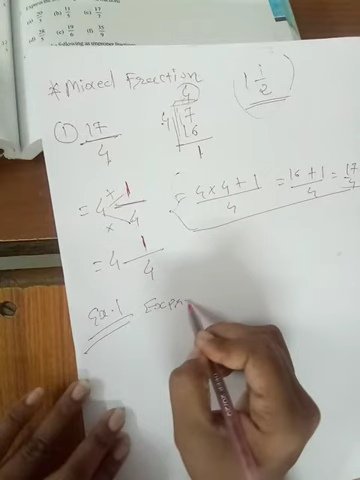 * Mixed Fraction
1 1/2
① 17/4
4
4 17
16
1
= 4 1/4 = 4 × 4 + 1 / 4 = 16 + 1 / 4 = 17/4
× +
= 4 1/4
Ex. 1 Expr